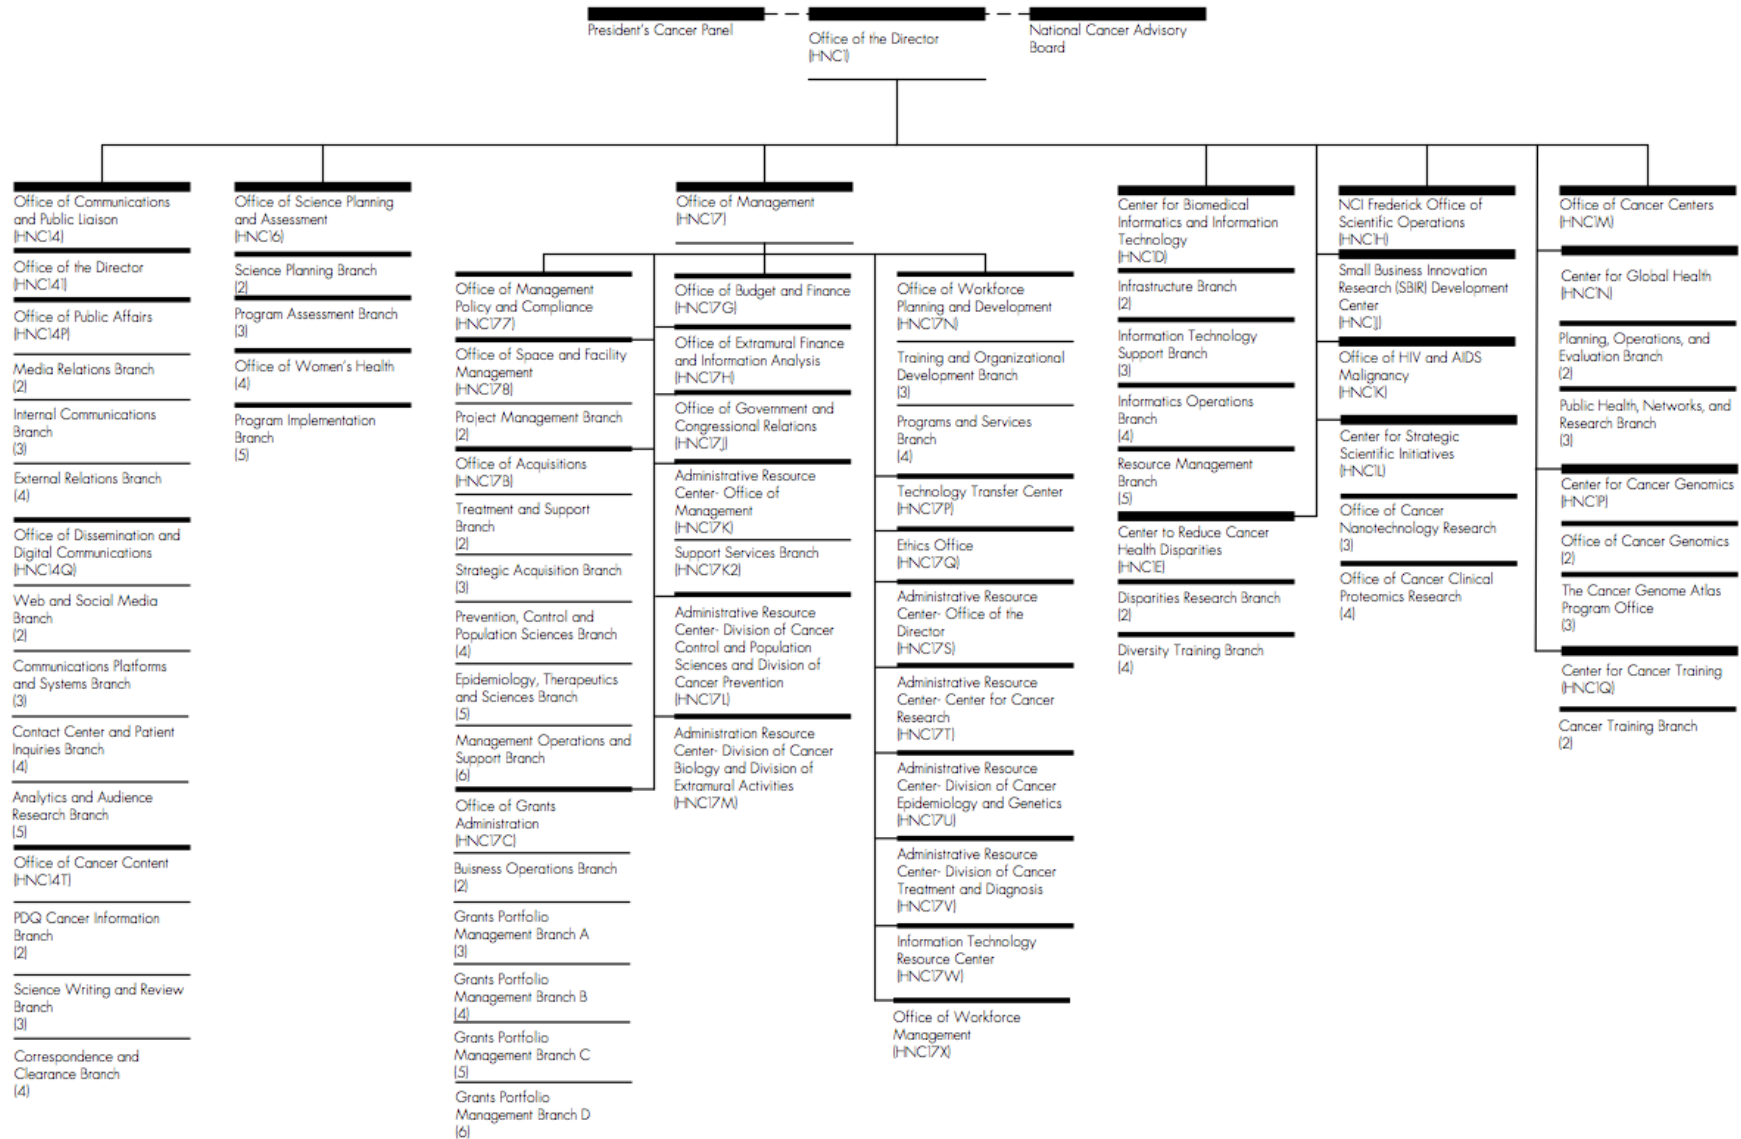 President's Cancer Panel
Office of the Director
(HNC1)
National Cancer Advisory
Board
Office of Communications
and Public Liaison
(HNC14)
Office of the Director
(HNC141)
Office of Public Affairs
(HNC14P)
Media Relations Branch
(2)
Internal Communications
Branch
(3)
External Relations Branch
(4)
Office of Dissemination and
Digital Communications
(HNC14Q)
Web and Social Media
Branch
(2)
Communications Platforms
and Systems Branch
(3)
Contact Center and Patient
Inquiries Branch
(4)
Analytics and Audience
Research Branch
(5)
Office of Cancer Content
(HNC14T)
PDQ Cancer Information
Branch
(2)
Science Writing and Review
Branch
(3)
Correspondence and
Clearance Branch
(4)
Office of Science Planning
and Assessment
(HNC16)
Science Planning Branch
(2)
Program Assessment Branch
(3)
Office of Women's Health
(4)
Program Implementation
Branch
(5)
Office of Management
(HNC17)
Office of Management
Policy and Compliance
(HNC177)
Office of Space and Facility
Management
(HNC178)
Project Management Branch
(2)
Office of Acquisitions
(HNC17B)
Treatment and Support
Branch
(2)
Strategic Acquisition Branch
(3)
Prevention, Control and
Population Sciences Branch
(4)
Epidemiology, Therapeutics
and Sciences Branch
(5)
Management Operations and
Support Branch
(6)
Office of Grants
Administration
(HNC17C)
Buisness Operations Branch
(2)
Grants Portfolio
Management Branch A
(3)
Grants Portfolio
Management Branch B
(4)
Grants Portfolio
Management Branch C
(5)
Grants Portfolio
Management Branch D
(6)
Office of Budget and Finance
(HNC17G)
Office of Extramural Finance
and Information Analysis
(HNC17H)
Office of Government and
Congressional Relations
(HNC17J)
Administrative Resource
Center- Office of
Management
(HNC17K)
Support Services Branch
(HNC17K2)
Administrative Resource
Center- Division of Cancer
Control and Population
Sciences and Division of
Cancer Prevention
(HNC17L)
Administration Resource
Center- Division of Cancer
Biology and Division of
Extramural Activities
(HNC17M)
Office of Workforce
Planning and Development
(HNC17N)
Training and Organizational
Development Branch
(3)
Programs and Services
Branch
(4)
Technology Transfer Center
(HNC17P)
Ethics Office
(HNC17Q)
Administrative Resource
Center- Office of the
Director
(HNC17S)
Administrative Resource
Center- Center for Cancer
Research
(HNC17T)
Administrative Resource
Center- Division of Cancer
Epidemiology and Genetics
(HNC17U)
Administrative Resource
Center- Division of Cancer
Treatment and Diagnosis
(HNC17V)
Information Technology
Resource Center
(HNC17W)
Office of Workforce
Management
(HNC17X)
Center for Biomedical
Informatics and Information
Technology
(HNC1D)
Infrastructure Branch
(2)
Information Technology
Support Branch
(3)
Informatics Operations
Branch
(4)
Resource Management
Branch
(5)
Center to Reduce Cancer
Health Disparities
(HNC1E)
Disparities Research Branch
(2)
Diversity Training Branch
(4)
NCI Frederick Office of
Scientific Operations
(HNC1H)
Small Business Innovation
Research (SBIR) Development
Center
(HNC1J)
Office of HIV and AIDS
Malignancy
(HNC1K)
Center for Strategic
Scientific Initiatives
(HNC1L)
Office of Cancer
Nanotechnology Research
(3)
Office of Cancer Clinical
Proteomics Research
(4)
Office of Cancer Centers
(HNC1M)
Center for Global Health
(HNC1N)
Planning, Operations, and
Evaluation Branch
(2)
Public Health, Networks, and
Research Branch
(3)
Center for Cancer Genomics
(HNC1P)
Office of Cancer Genomics
(2)
The Cancer Genome Atlas
Program Office
(3)
Center for Cancer Training
(HNC1Q)
Cancer Training Branch
(2)